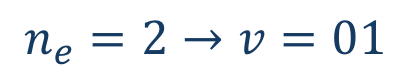 nₑ = 2 → v = 01